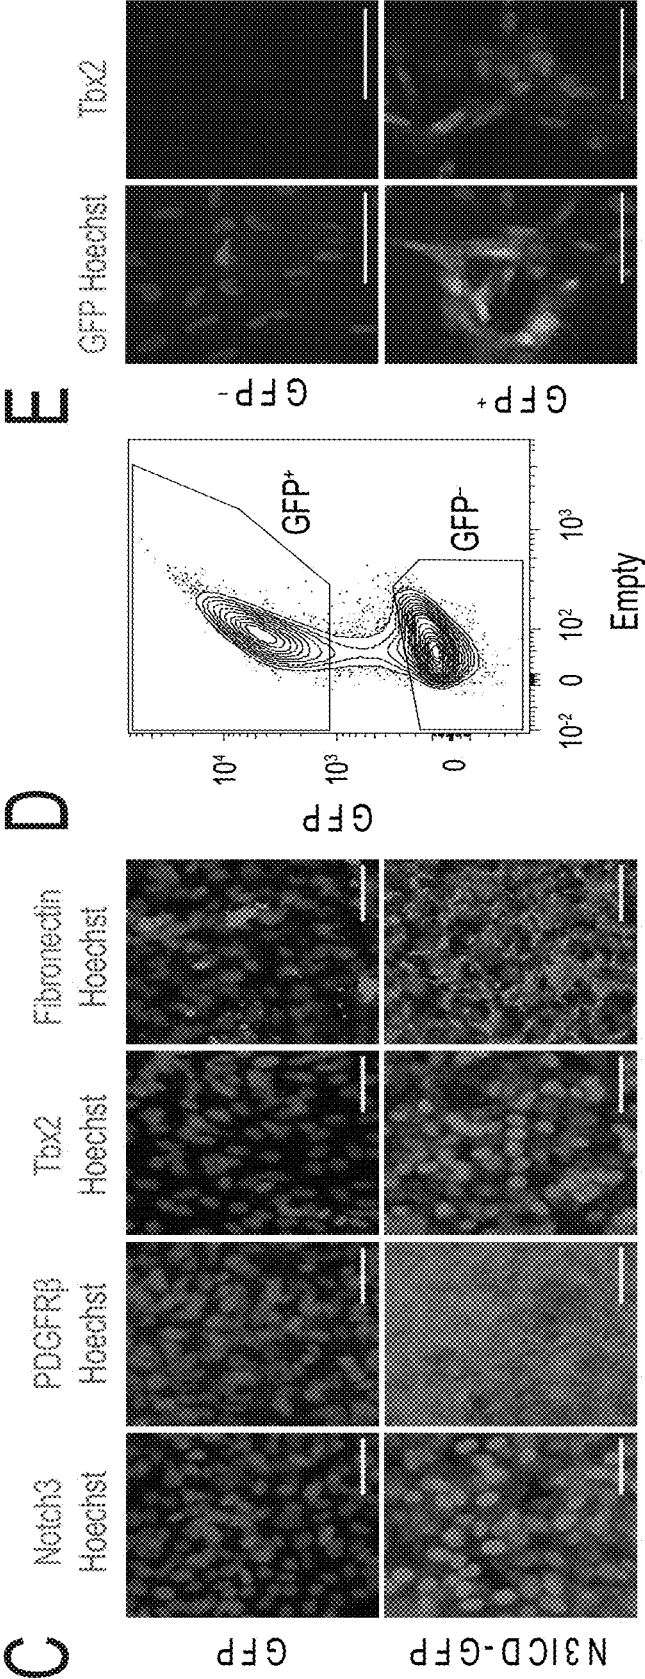 C
Notch3
Hoechst
PDGFRβ
Hoechst
Tbx2
Hoechst
Fibronectin
Hoechst
GFP
N3ICD-GFP
D
GFP
10⁴
10³
0
GFP⁺
GFP⁻
10⁻²
0
10²
10³
Empty
E
GFP Hoechst
Tbx2
GFP⁻
GFP⁺